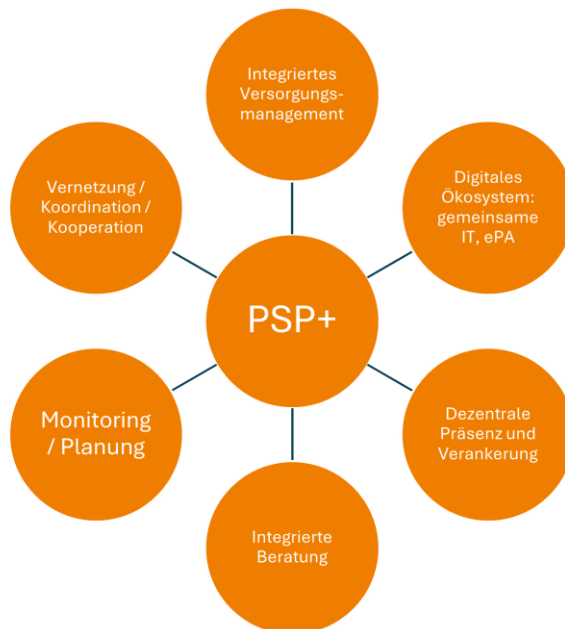 Integriertes
Versorgungs-
management
Vernetzung /
Koordination /
Kooperation
Digitales
Ökosystem:
gemeinsame
IT, ePA
PSP+
Monitoring
/ Planung
Dezentrale
Präsenz und
Verankerung
Integrierte
Beratung